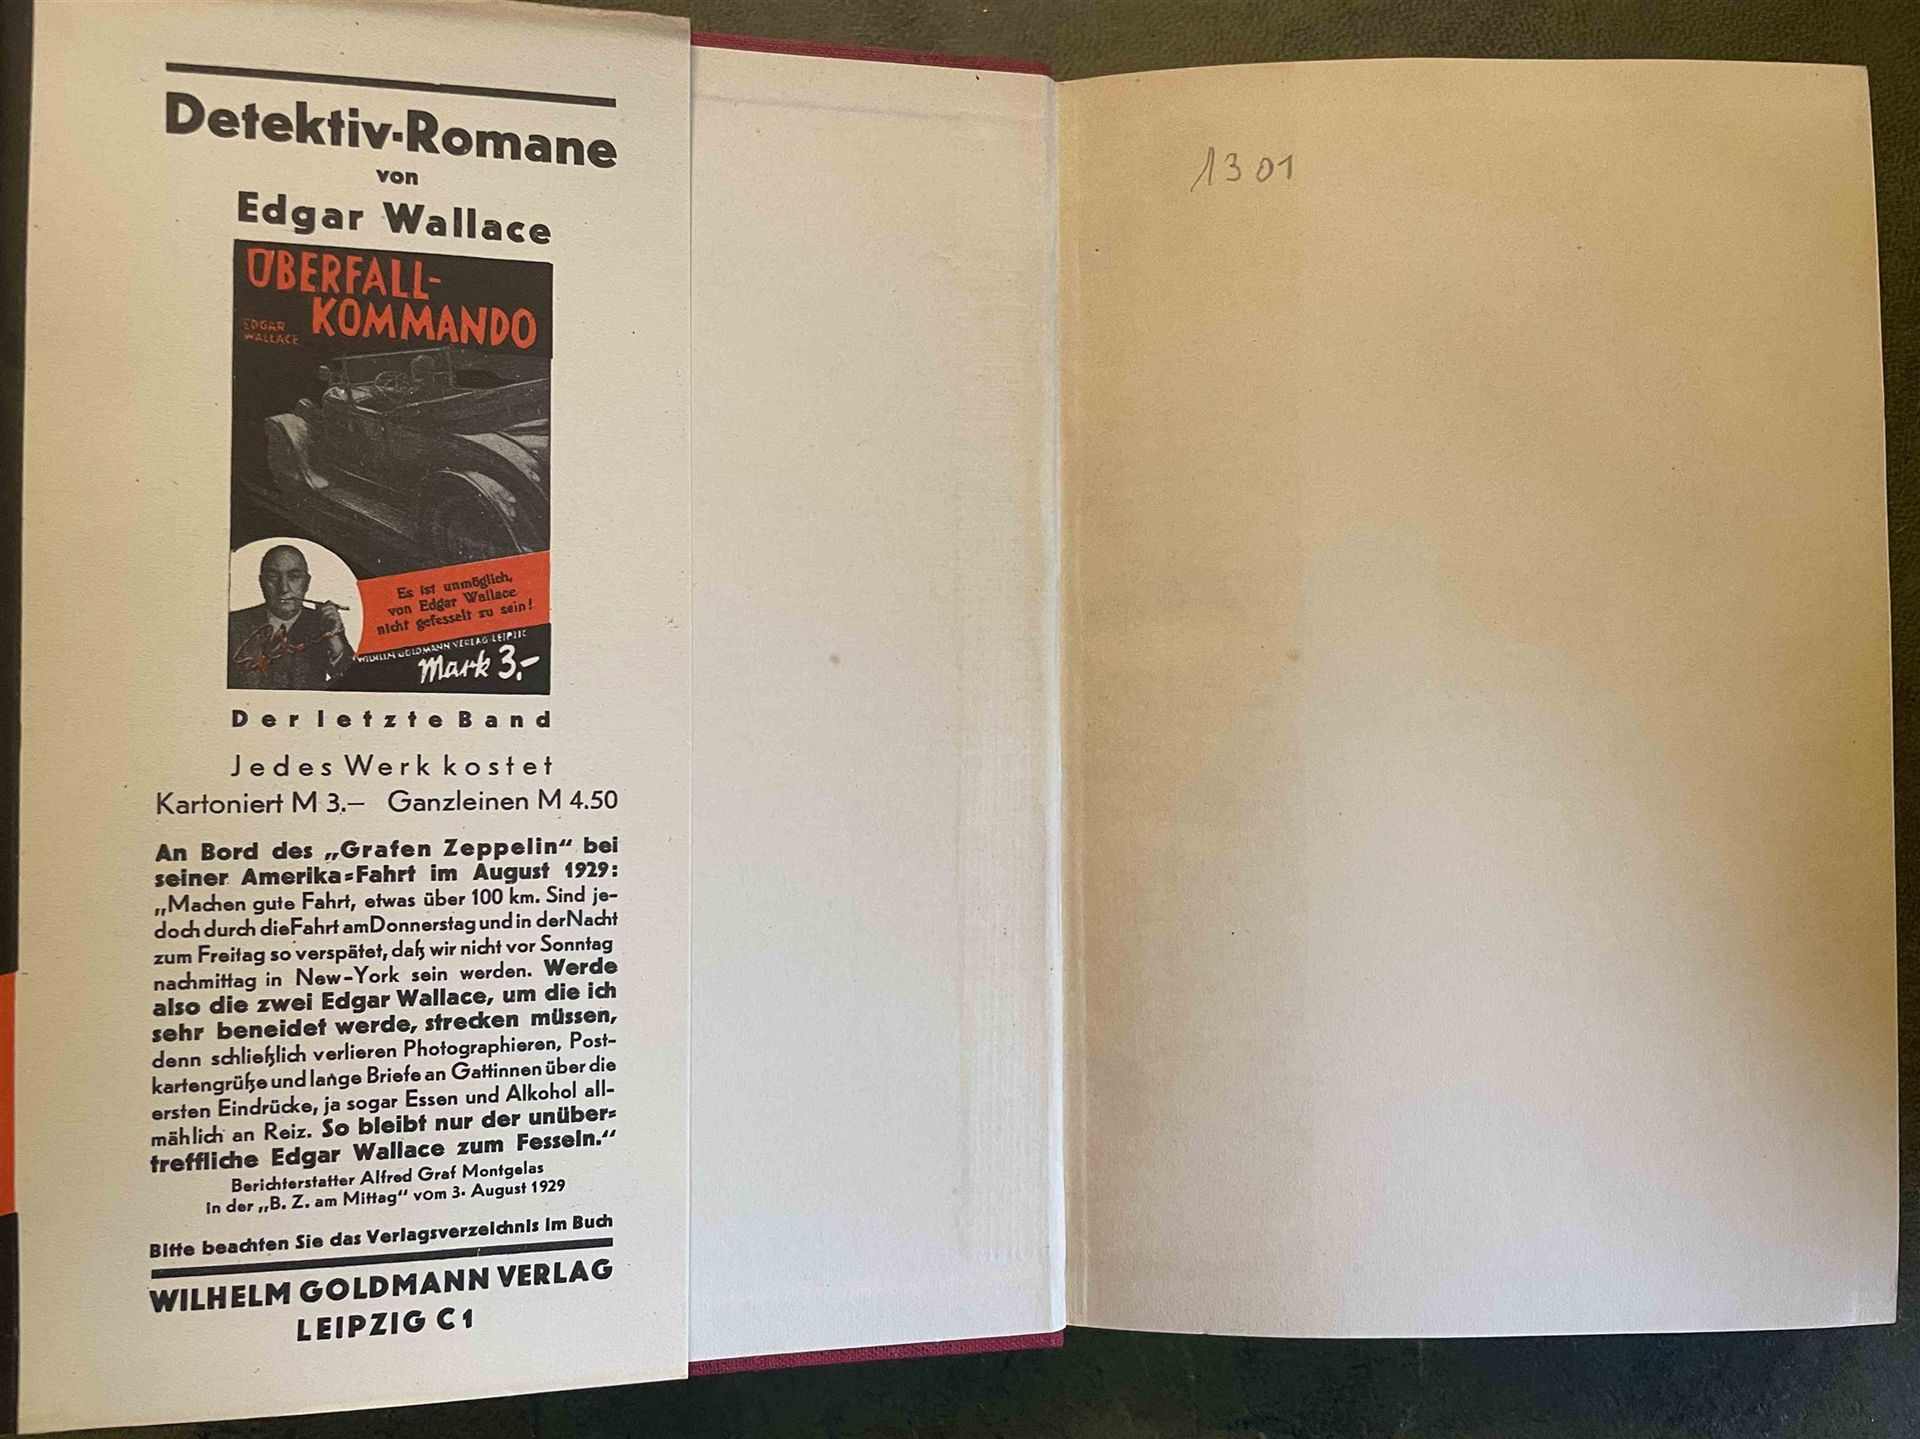 Detektiv-Romane
von
Edgar Wallace
ÜBERFALL-
KOMMANDO
EDGAR
WALLACE
Es ist unmöglich,
von Edgar Wallace
nicht gefesselt zu sein!
WILHELM GOLDMANN VERLAG LEIPZIG
Mark 3.-
Der letzte Band
Jedes Werk kostet
Kartoniert M 3.— Ganzleinen M 4.50
An Bord des „Grafen Zeppelin“ bei
seiner Amerika=Fahrt im August 1929:
„Machen gute Fahrt, etwas über 100 km. Sind je-
doch durch die Fahrt am Donnerstag und in der Nacht
zum Freitag so verspätet, daß wir nicht vor Sonntag
nachmittag in New-York sein werden. Werde
also die zwei Edgar Wallace, um die ich
sehr beneidet werde, strecken müssen,
denn schließlich verlieren Photographieren, Post-
kartengrüße und lange Briefe an Gattinnen über die
ersten Eindrücke, ja sogar Essen und Alkohol all-
mählich an Reiz. So bleibt nur der unüber=
treffliche Edgar Wallace zum Fesseln.“
Berichterstatter Alfred Graf Montgelas
in der „B. Z. am Mittag“ vom 3. August 1929
Bitte beachten Sie das Verlagsverzeichnis im Buch
WILHELM GOLDMANN VERLAG
LEIPZIG C 1
1301